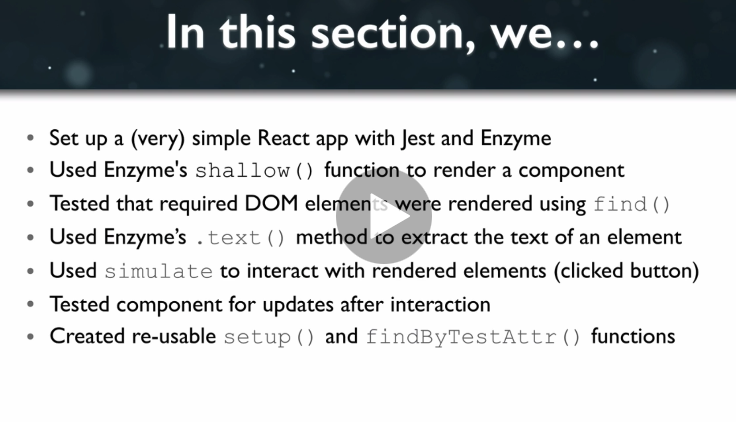 In this section, we…
• Set up a (very) simple React app with Jest and Enzyme
• Used Enzyme's shallow() function to render a component
• Tested that required DOM elements were rendered using find()
• Used Enzyme’s .text() method to extract the text of an element
• Used simulate to interact with rendered elements (clicked button)
• Tested component for updates after interaction
• Created re-usable setup() and findByTestAttr() functions